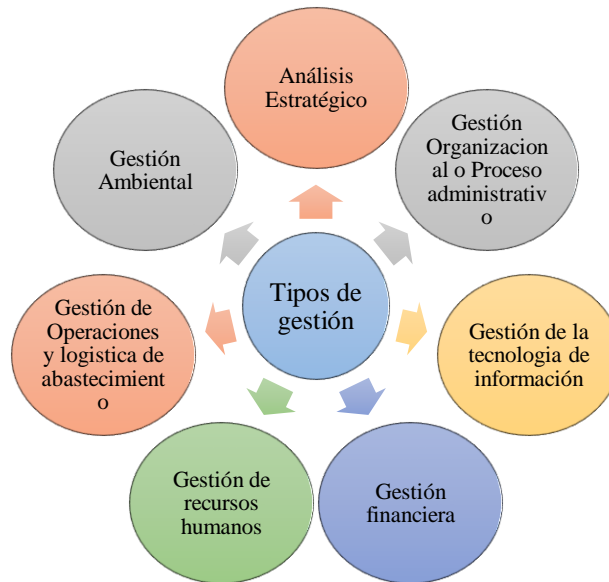 Análisis
Estratégico
Gestión
Organizacion
al o Proceso
administrativ
o
Gestión de la
tecnologia de
información
Gestión
financiera
Gestión de
recursos
humanos
Gestión de
Operaciones
y logistica de
abastecimient
o
Gestión
Ambiental
Tipos de
gestión